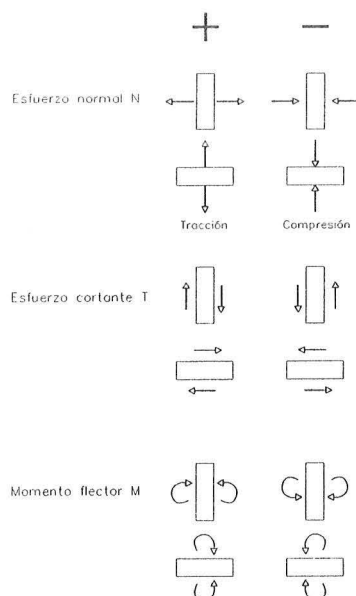 + −
Esfuerzo normal N
Tracción Compresión
Esfuerzo cortante T
Momento flector M